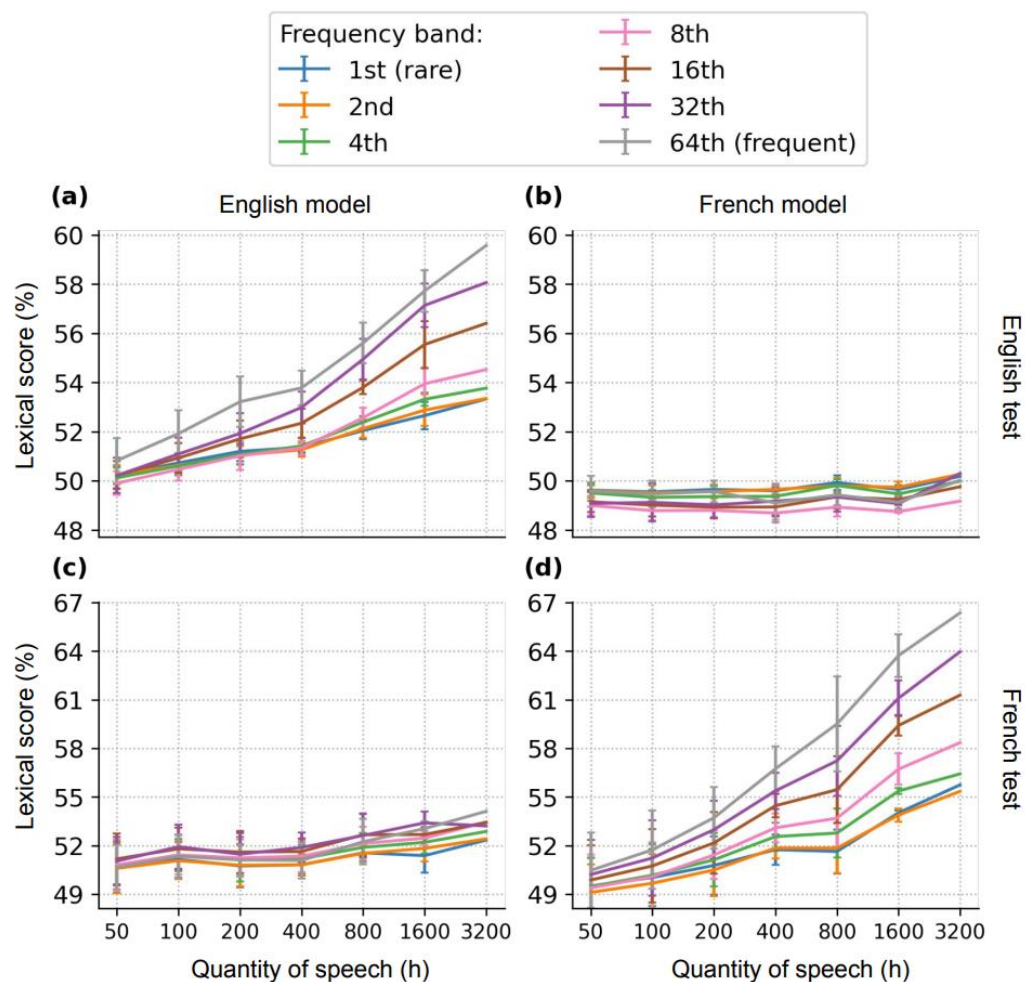 Frequency band:
1st (rare)
2nd
4th
8th
16th
32th
64th (frequent)
(a)
English model
(b)
French model
60
58
56
54
52
50
48
Lexical score (%)
60
58
56
54
52
50
48
English test
(c)
(d)
67
64
61
58
55
52
49
Lexical score (%)
67
64
61
58
55
52
49
French test
50 100 200 400 800 1600 3200
50 100 200 400 800 1600 3200
Quantity of speech (h)
Quantity of speech (h)